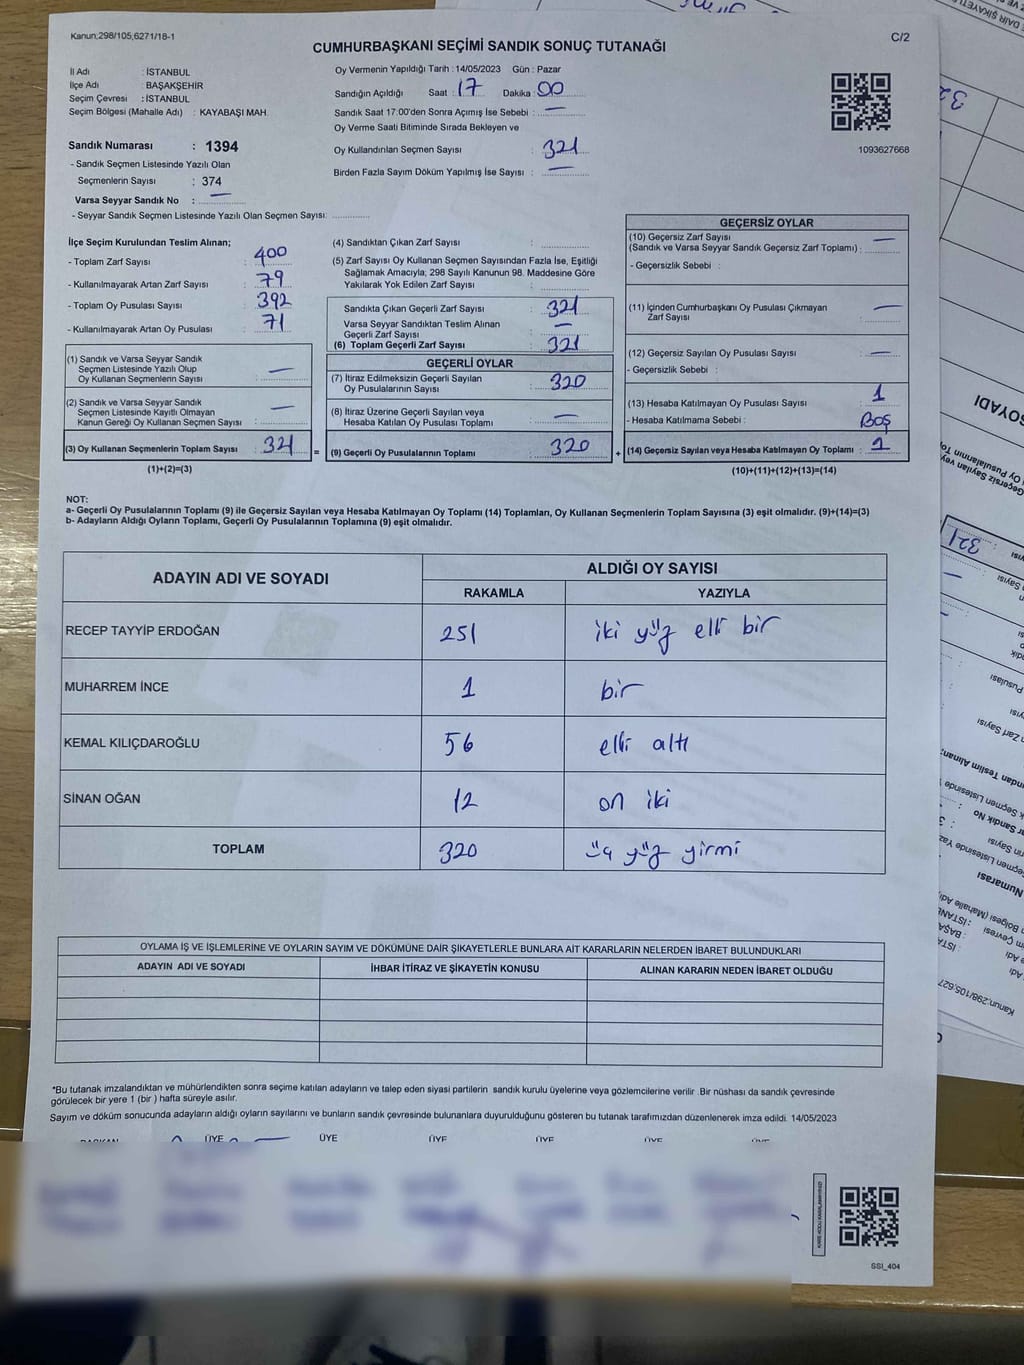 Kanun;298/105,6271/18-1
C/2
CUMHURBAŞKANI SEÇİMİ SANDIK SONUÇ TUTANAĞI
İl Adı : İSTANBUL
İlçe Adı : BAŞAKŞEHİR
Seçim Çevresi : İSTANBUL
Seçim Bölgesi (Mahalle Adı) : KAYABAŞI MAH.
Sandık Numarası : 1394
- Sandık Seçmen Listesinde Yazılı Olan
Seçmenlerin Sayısı : 374
Varsa Seyyar Sandık No : —
- Seyyar Sandık Seçmen Listesinde Yazılı Olan Seçmen Sayısı:
Oy Vermenin Yapıldığı Tarih : 14/05/2023 Gün : Pazar
Sandığın Açıldığı Saat : 17 Dakika : 00
Sandık Saat 17.00'den Sonra Açımış İse Sebebi : —
Oy Verme Saati Bitiminde Sırada Bekleyen ve
Oy Kullandırılan Seçmen Sayısı : 321
Birden Fazla Sayım Döküm Yapılmış İse Sayısı : —
1093627668
İlçe Seçim Kurulundan Teslim Alınan;
- Toplam Zarf Sayısı : 400
- Kullanılmayarak Artan Zarf Sayısı : 79
- Toplam Oy Pusulası Sayısı : 392
- Kullanılmayarak Artan Oy Pusulası : 71
(1) Sandık ve Varsa Seyyar Sandık
Seçmen Listesinde Yazılı Olup
Oy Kullanan Seçmenlerin Sayısı : —
(2) Sandık ve Varsa Seyyar Sandık
Seçmen Listesinde Kayıtlı Olmayan
Kanun Gereği Oy Kullanan Seçmen Sayısı : —
(3) Oy Kullanan Seçmenlerin Toplam Sayısı : 321
(1)+(2)=(3)
(4) Sandıktan Çıkan Zarf Sayısı :
(5) Zarf Sayısı Oy Kullanan Seçmen Sayısından Fazla İse, Eşitliği
Sağlamak Amacıyla; 298 Sayılı Kanunun 98. Maddesine Göre
Yakılarak Yok Edilen Zarf Sayısı :
Sandıkta Çıkan Geçerli Zarf Sayısı : 321
Varsa Seyyar Sandıktan Teslim Alınan
Geçerli Zarf Sayısı : —
(6) Toplam Geçerli Zarf Sayısı : 321
GEÇERLİ OYLAR
(7) İtiraz Edilmeksizin Geçerli Sayılan
Oy Pusulalarının Sayısı : 320
(8) İtiraz Üzerine Geçerli Sayılan veya
Hesaba Katılan Oy Pusulası Toplamı : —
= (9) Geçerli Oy Pusulalarının Toplamı : 320 +
GEÇERSİZ OYLAR
(10) Geçersiz Zarf Sayısı
(Sandık ve Varsa Seyyar Sandık Geçersiz Zarf Toplamı) : —
- Geçersizlik Sebebi :
(11) İçinden Cumhurbaşkanı Oy Pusulası Çıkmayan
Zarf Sayısı : —
(12) Geçersiz Sayılan Oy Pusulası Sayısı : —
- Geçersizlik Sebebi :
(13) Hesaba Katılmayan Oy Pusulası Sayısı : 1
- Hesaba Katılmama Sebebi : Boş
(14) Geçersiz Sayılan veya Hesaba Katılmayan Oy Toplamı : 1
(10)+(11)+(12)+(13)=(14)
NOT:
a- Geçerli Oy Pusulalarının Toplamı (9) ile Geçersiz Sayılan veya Hesaba Katılmayan Oy Toplamı (14) Toplamları, Oy Kullanan Seçmenlerin Toplam Sayısına (3) eşit olmalıdır. (9)+(14)=(3)
b- Adayların Aldığı Oyların Toplamı, Geçerli Oy Pusulalarının Toplamına (9) eşit olmalıdır.
ADAYIN ADI VE SOYADI
ALDIĞI OY SAYISI
RAKAMLA YAZIYLA
RECEP TAYYİP ERDOĞAN 251 iki yüz elli bir
MUHARREM İNCE 1 bir
KEMAL KILIÇDAROĞLU 56 elli altı
SİNAN OĞAN 12 on iki
TOPLAM 320 üç yüz yirmi
OYLAMA İŞ VE İŞLEMLERİNE VE OYLARIN SAYIM VE DÖKÜMÜNE DAİR ŞİKAYETLERLE BUNLARA AİT KARARLARIN NELERDEN İBARET BULUNDUKLARI
ADAYIN ADI VE SOYADI İHBAR İTİRAZ VE ŞİKAYETİN KONUSU ALINAN KARARIN NEDEN İBARET OLDUĞU
*Bu tutanak imzalandıktan ve mühürlendikten sonra seçime katılan adayların ve talep eden siyasi partilerin sandık kurulu üyelerine veya gözlemcilerine verilir. Bir nüshası da sandık çevresinde
görülecek bir yere 1 (bir ) hafta süreyle asılır.
Sayım ve döküm sonucunda adayların aldığı oyların sayılarını ve bunların sandık çevresinde bulunanlara duyurulduğunu gösteren bu tutanak tarafımızdan düzenlenerek imza edildi. 14/05/2023
ÜYE ÜYE ÜYE ÜYE ÜYE
SSI_404